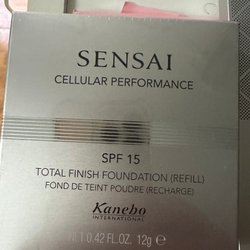 SENSAI
CELLULAR PERFORMANCE
SPF 15
TOTAL FINISH FOUNDATION (REFILL)
FOND DE TEINT POUDRE (RECHARGE)
Kanebo
INTERNATIONAL
0.42 FL.OZ. 12g e